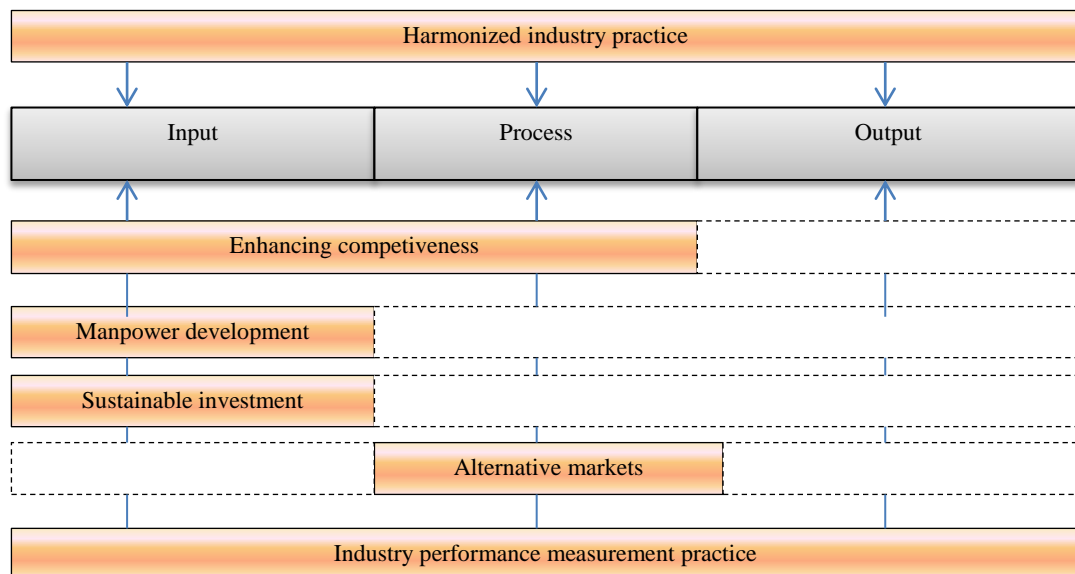 Harmonized industry practice
Input
Process
Output
Enhancing competiveness
Manpower development
Sustainable investment
Alternative markets
Industry performance measurement practice